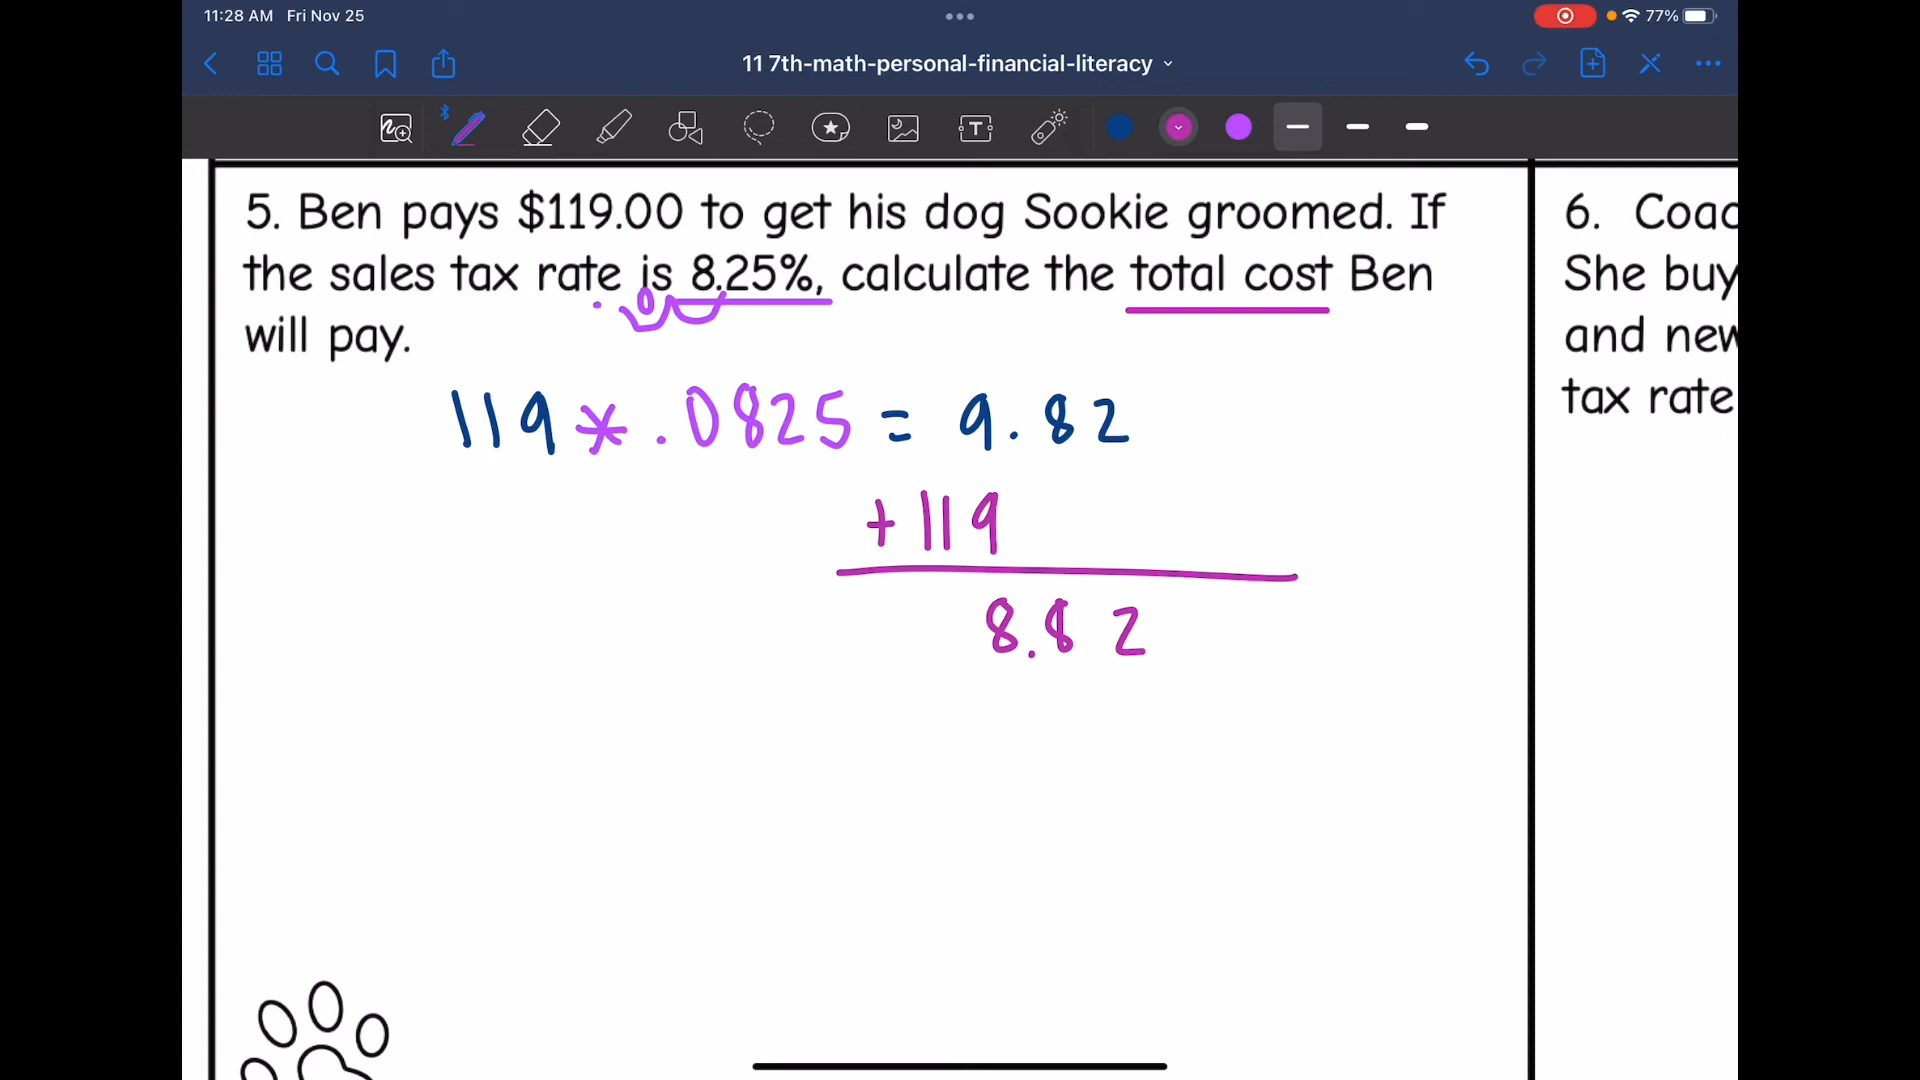 11:28 AM Fri Nov 25
77%
11 7th-math-personal-financial-literacy
T
5. Ben pays $119.00 to get his dog Sookie groomed. If
the sales tax rate is 8.25%, calculate the total cost Ben
will pay.
. 0
119 * .0825 = 9.82
+ 119
8.82
6. Coac
She buy
and new
tax rate